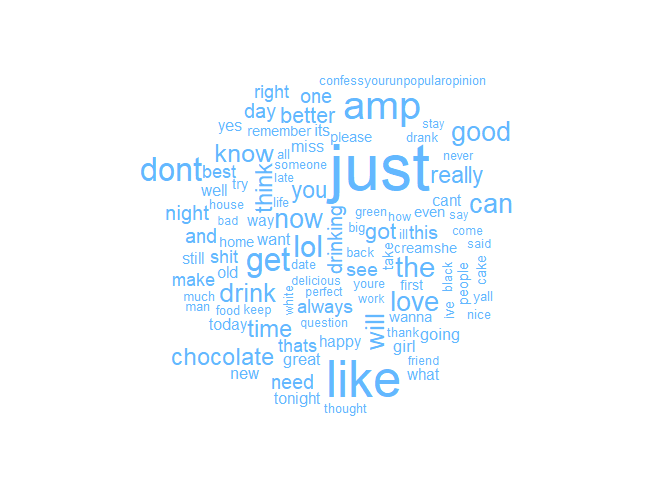 confessyourunpopularopinion
right one amp
day better stay
yes remember its please drank good
know miss never
dont best all someone just really
well try think late you cant can
house life now green how even say
night bad way drinking big got ill this come
and home want lol back creamshe said
still shit get date see take the black people cake
make old delicious youre first
much drink white perfect work love ive yall
man food keep always wanna nice
today time question will thank going
thats happy girl
chocolate great friend
new need like what
tonight thought